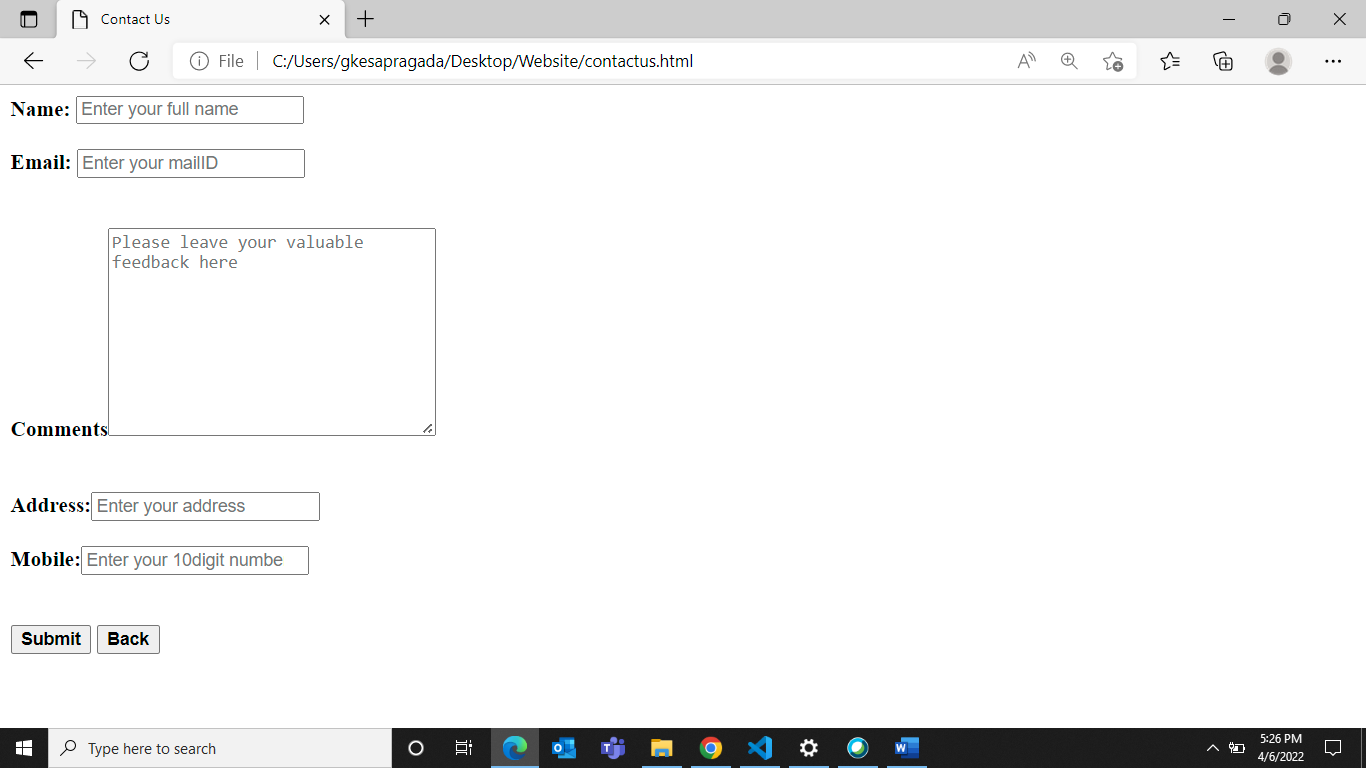 Contact Us
File
C:/Users/gkesapragada/Desktop/Website/contactus.html
Name: Enter your full name
Email: Enter your mailID
Please leave your valuable
feedback here
Comments
Address: Enter your address
Mobile: Enter your 10digit numbe
Submit Back
Type here to search
5:26 PM
4/6/2022